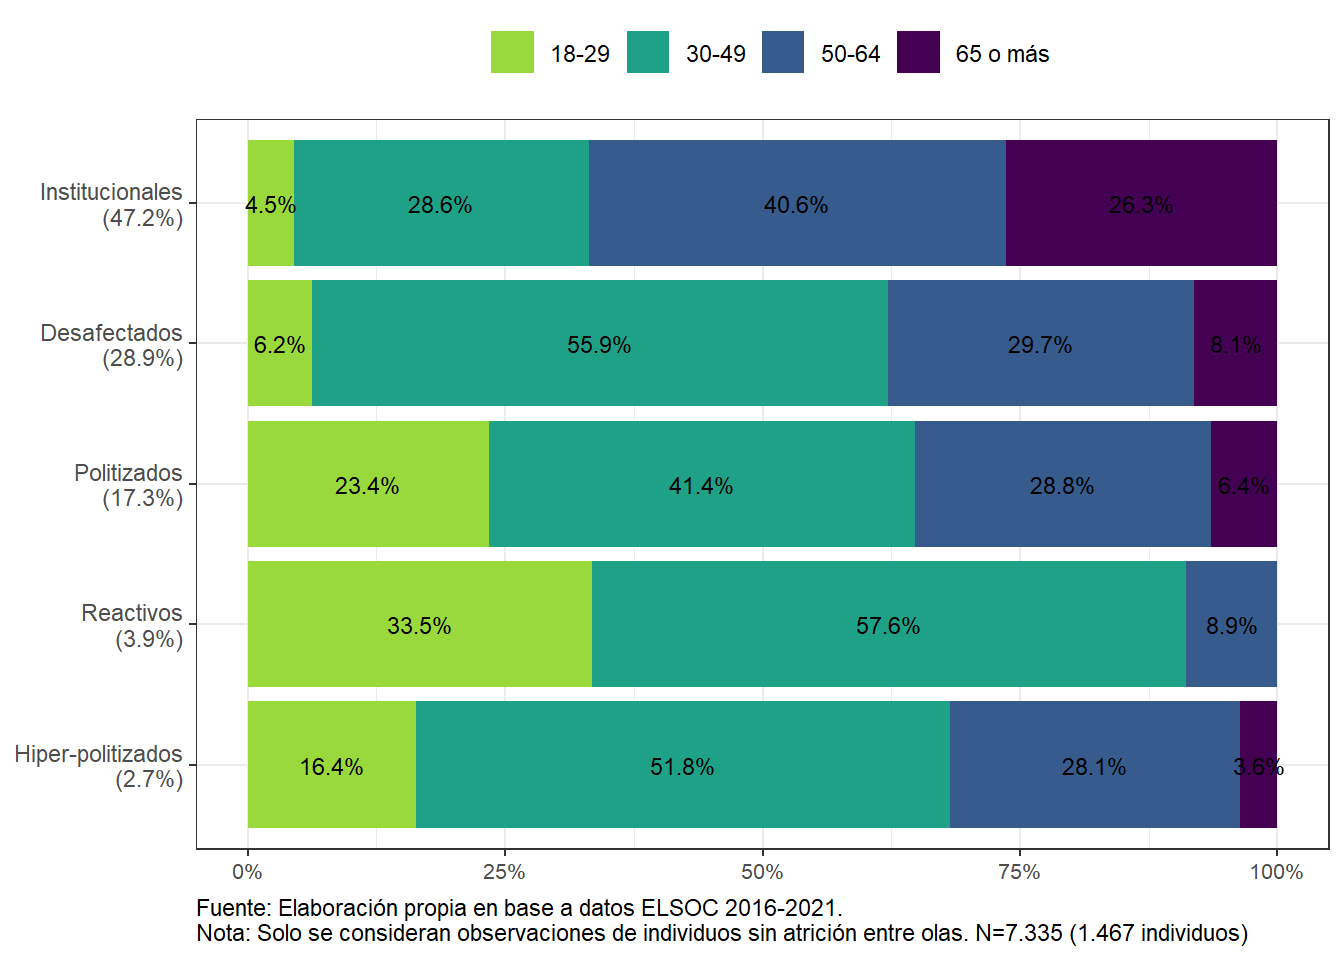 18-29 30-49 50-64 65 o más
Institucionales
(47.2%)
4.5% 28.6% 40.6% 26.3%
Desafectados
(28.9%)
6.2% 55.9% 29.7% 8.1%
Politizados
(17.3%)
23.4% 41.4% 28.8% 6.4%
Reactivos
(3.9%)
33.5% 57.6% 8.9%
Hiper-politizados
(2.7%)
16.4% 51.8% 28.1% 3.6%
0% 25% 50% 75% 100%
Fuente: Elaboración propia en base a datos ELSOC 2016-2021.
Nota: Solo se consideran observaciones de individuos sin atrición entre olas. N=7.335 (1.467 individuos)